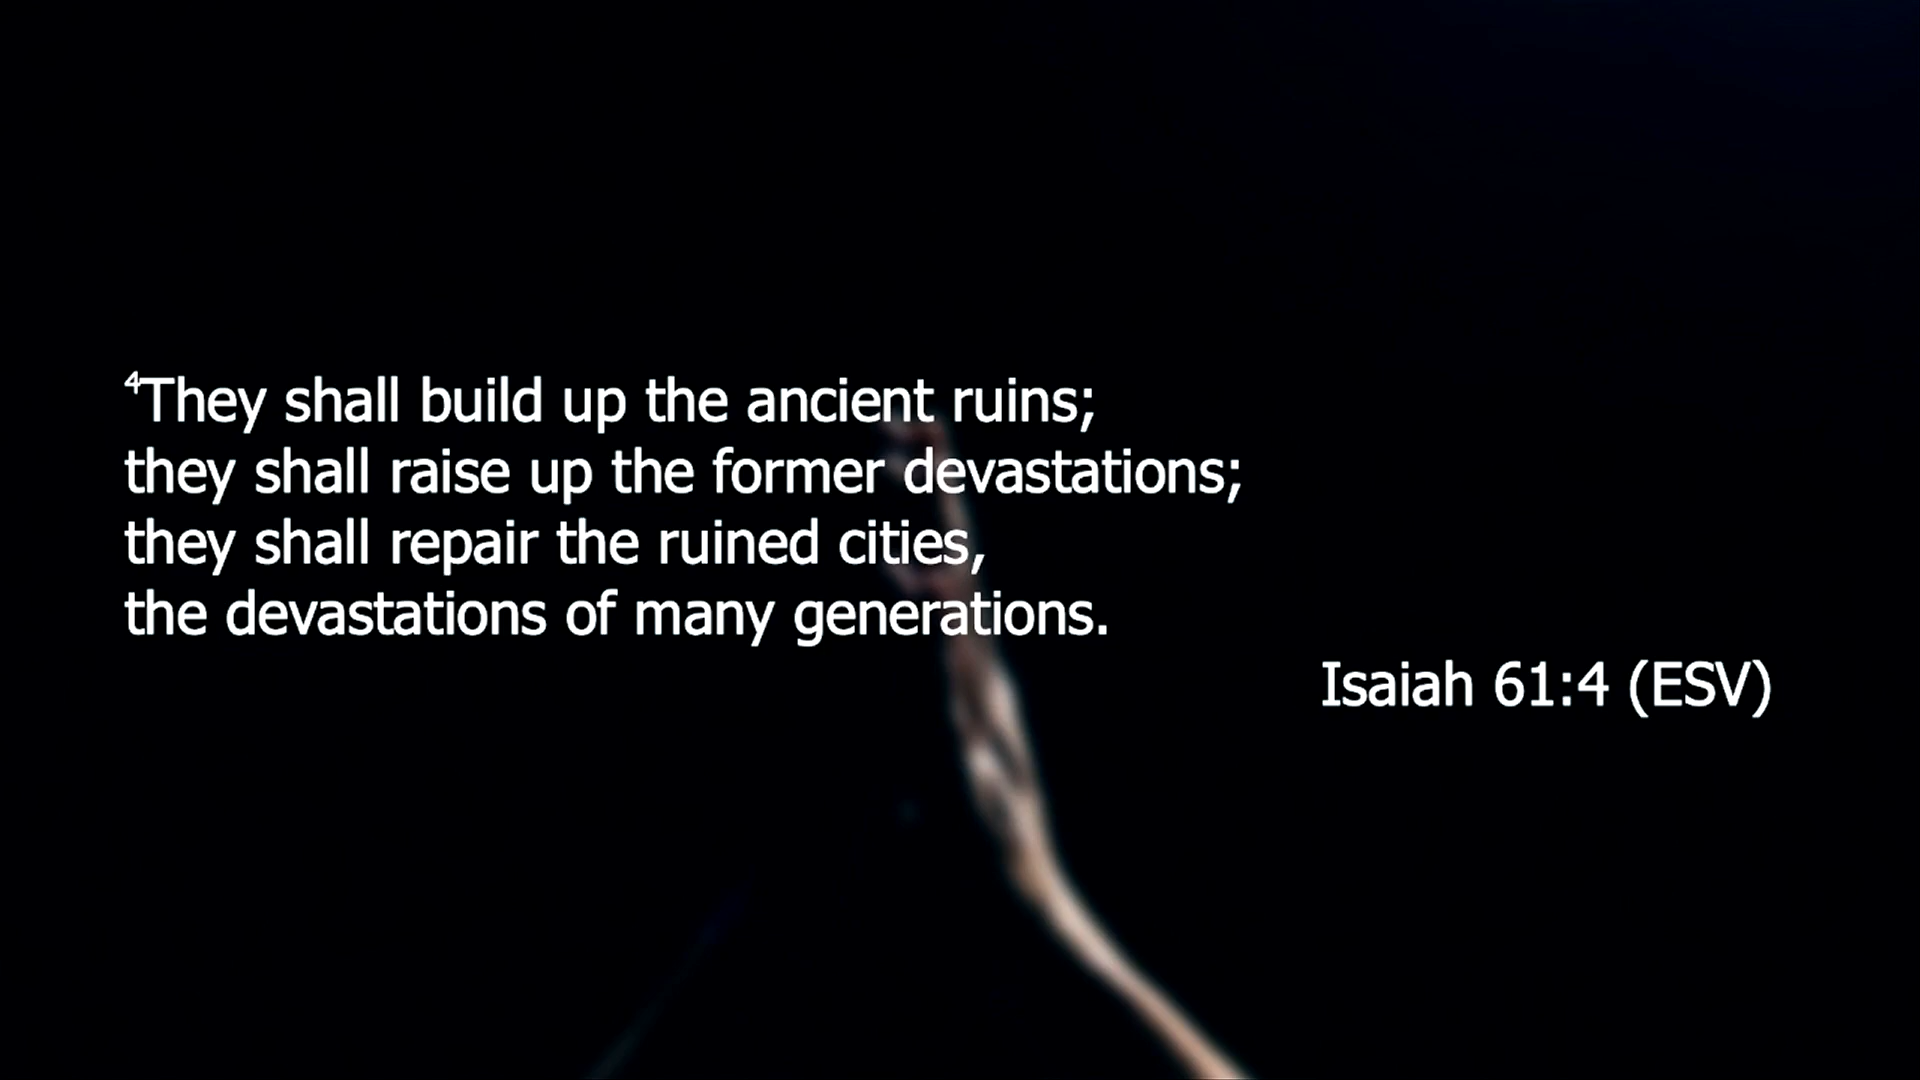 ⁴They shall build up the ancient ruins;
they shall raise up the former devastations;
they shall repair the ruined cities,
the devastations of many generations.
Isaiah 61:4 (ESV)